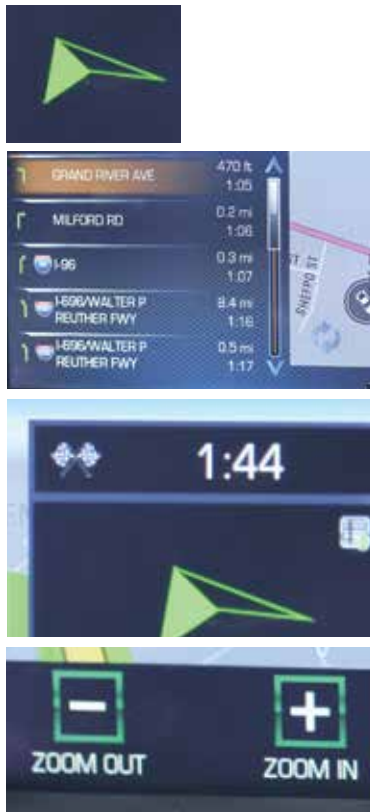 GRAND RIVER AVE
470 ft
1:05
MILFORD RD
0.2 mi
1:06
I-96
0.3 mi
1:07
I-696/WALTER P
REUTHER FWY
8.4 mi
1:16
I-696/WALTER P
REUTHER FWY
0.5 mi
1:17
ST
1:44
ZOOM OUT
ZOOM IN